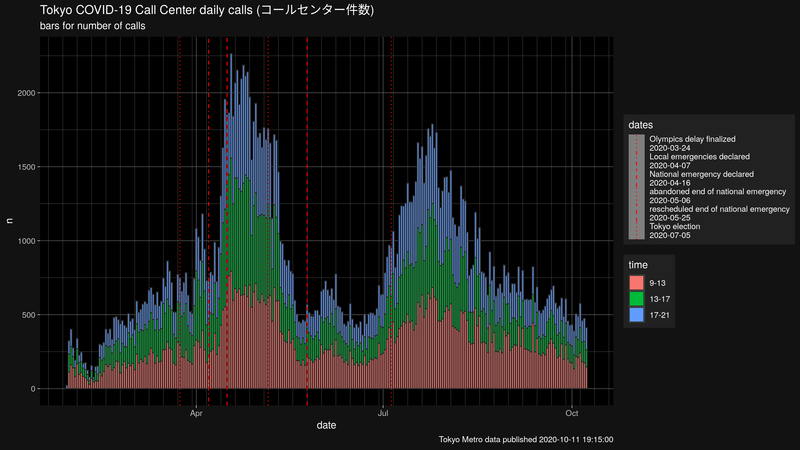 Tokyo COVID-19 Call Center daily calls (コールセンター件数)
bars for number of calls
n
2000
1500
1000
500
0
Apr
Jul
Oct
date
Tokyo Metro data published 2020-10-11 19:15:00
dates
Olympics delay finalized
2020-03-24
Local emergencies declared
2020-04-07
National emergency declared
2020-04-16
abandoned end of national emergency
2020-05-06
rescheduled end of national emergency
2020-05-25
Tokyo election
2020-07-05
time
9-13
13-17
17-21